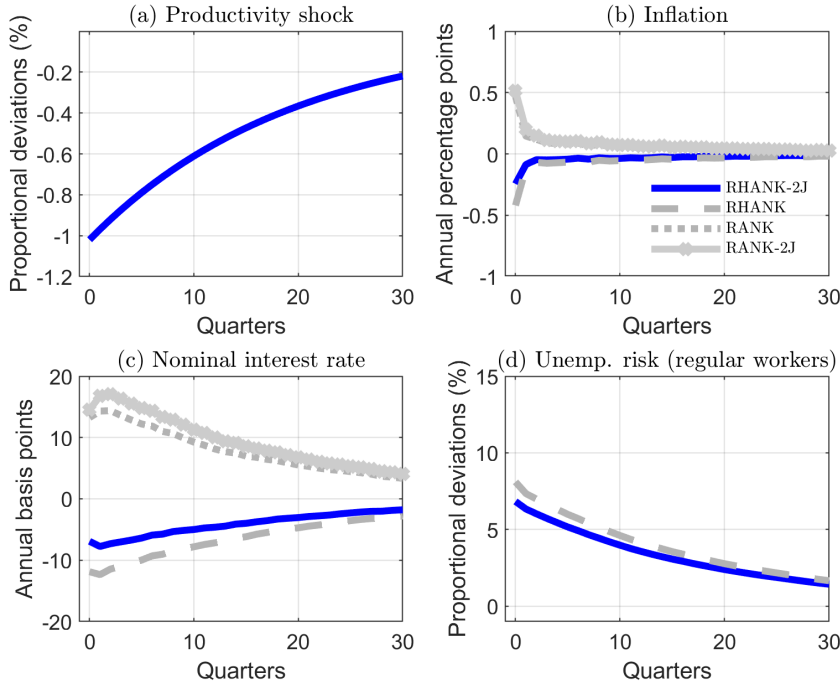 (a) Productivity shock
Proportional deviations (%)
-0.2
-0.4
-0.6
-0.8
-1
-1.2
0
10
20
30
Quarters
(b) Inflation
Annual percentage points
1
0.5
0
-0.5
-1
RHANK-2J
RHANK
RANK
RANK-2J
0
10
20
30
Quarters
(c) Nominal interest rate
Annual basis points
20
10
0
-10
-20
0
10
20
30
Quarters
(d) Unemp. risk (regular workers)
Proportional deviations (%)
15
10
5
0
0
10
20
30
Quarters